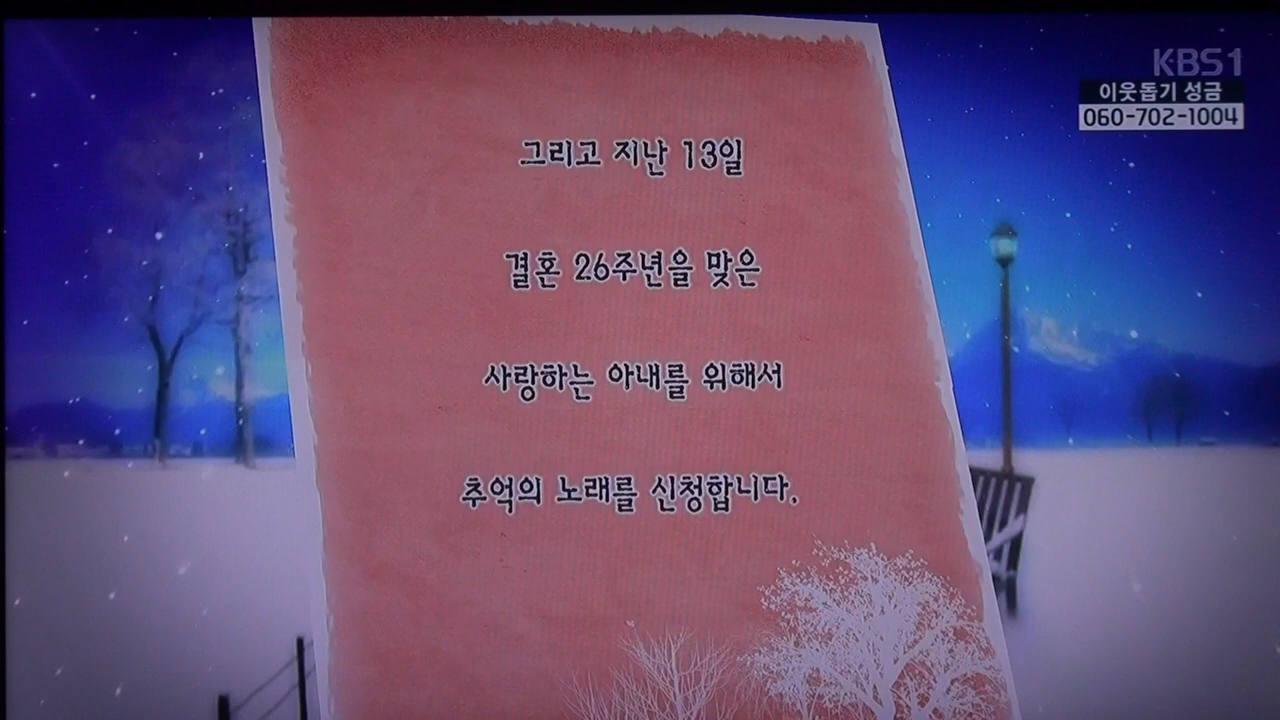 KBS1
이웃돕기 성금
060-702-1004
그리고 지난 13일
결혼 26주년을 맞은
사랑하는 아내를 위해서
추억의 노래를 신청합니다.